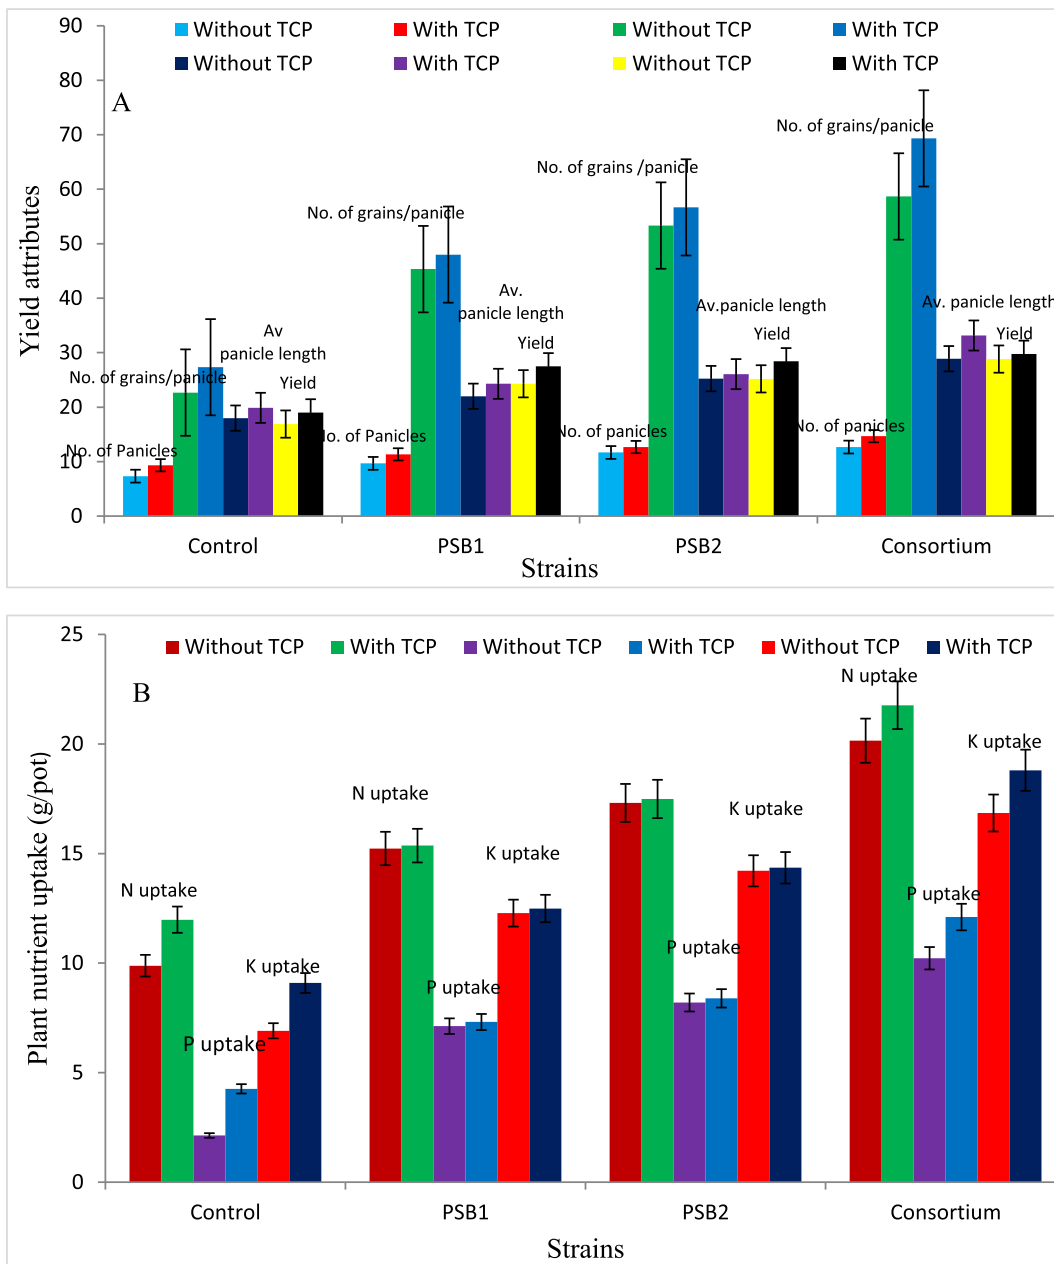 90
Without TCP With TCP Without TCP With TCP
Without TCP With TCP Without TCP With TCP
80
A
70
No. of grains/panicle
No. of grains /panicle
60
No. of grains/panicle
50
Yield attributes
40
Av.
panicle length
Av.panicle length
Av. panicle length
Av
panicle length
Yield
Yield
Yield
30
No. of grains/panicle
Yield
20
No. of Panicles
No. of Panicles
No. of panicles
No. of panicles
10
0
Control PSB1 PSB2 Consortium
Strains
25
Without TCP With TCP Without TCP With TCP Without TCP With TCP
B
N uptake
20
K uptake
N uptake
K uptake
15
K uptake
N uptake
P uptake
Plant nutrient uptake (g/pot)
10
P uptake
K uptake
P uptake
P uptake
5
0
Control PSB1 PSB2 Consortium
Strains